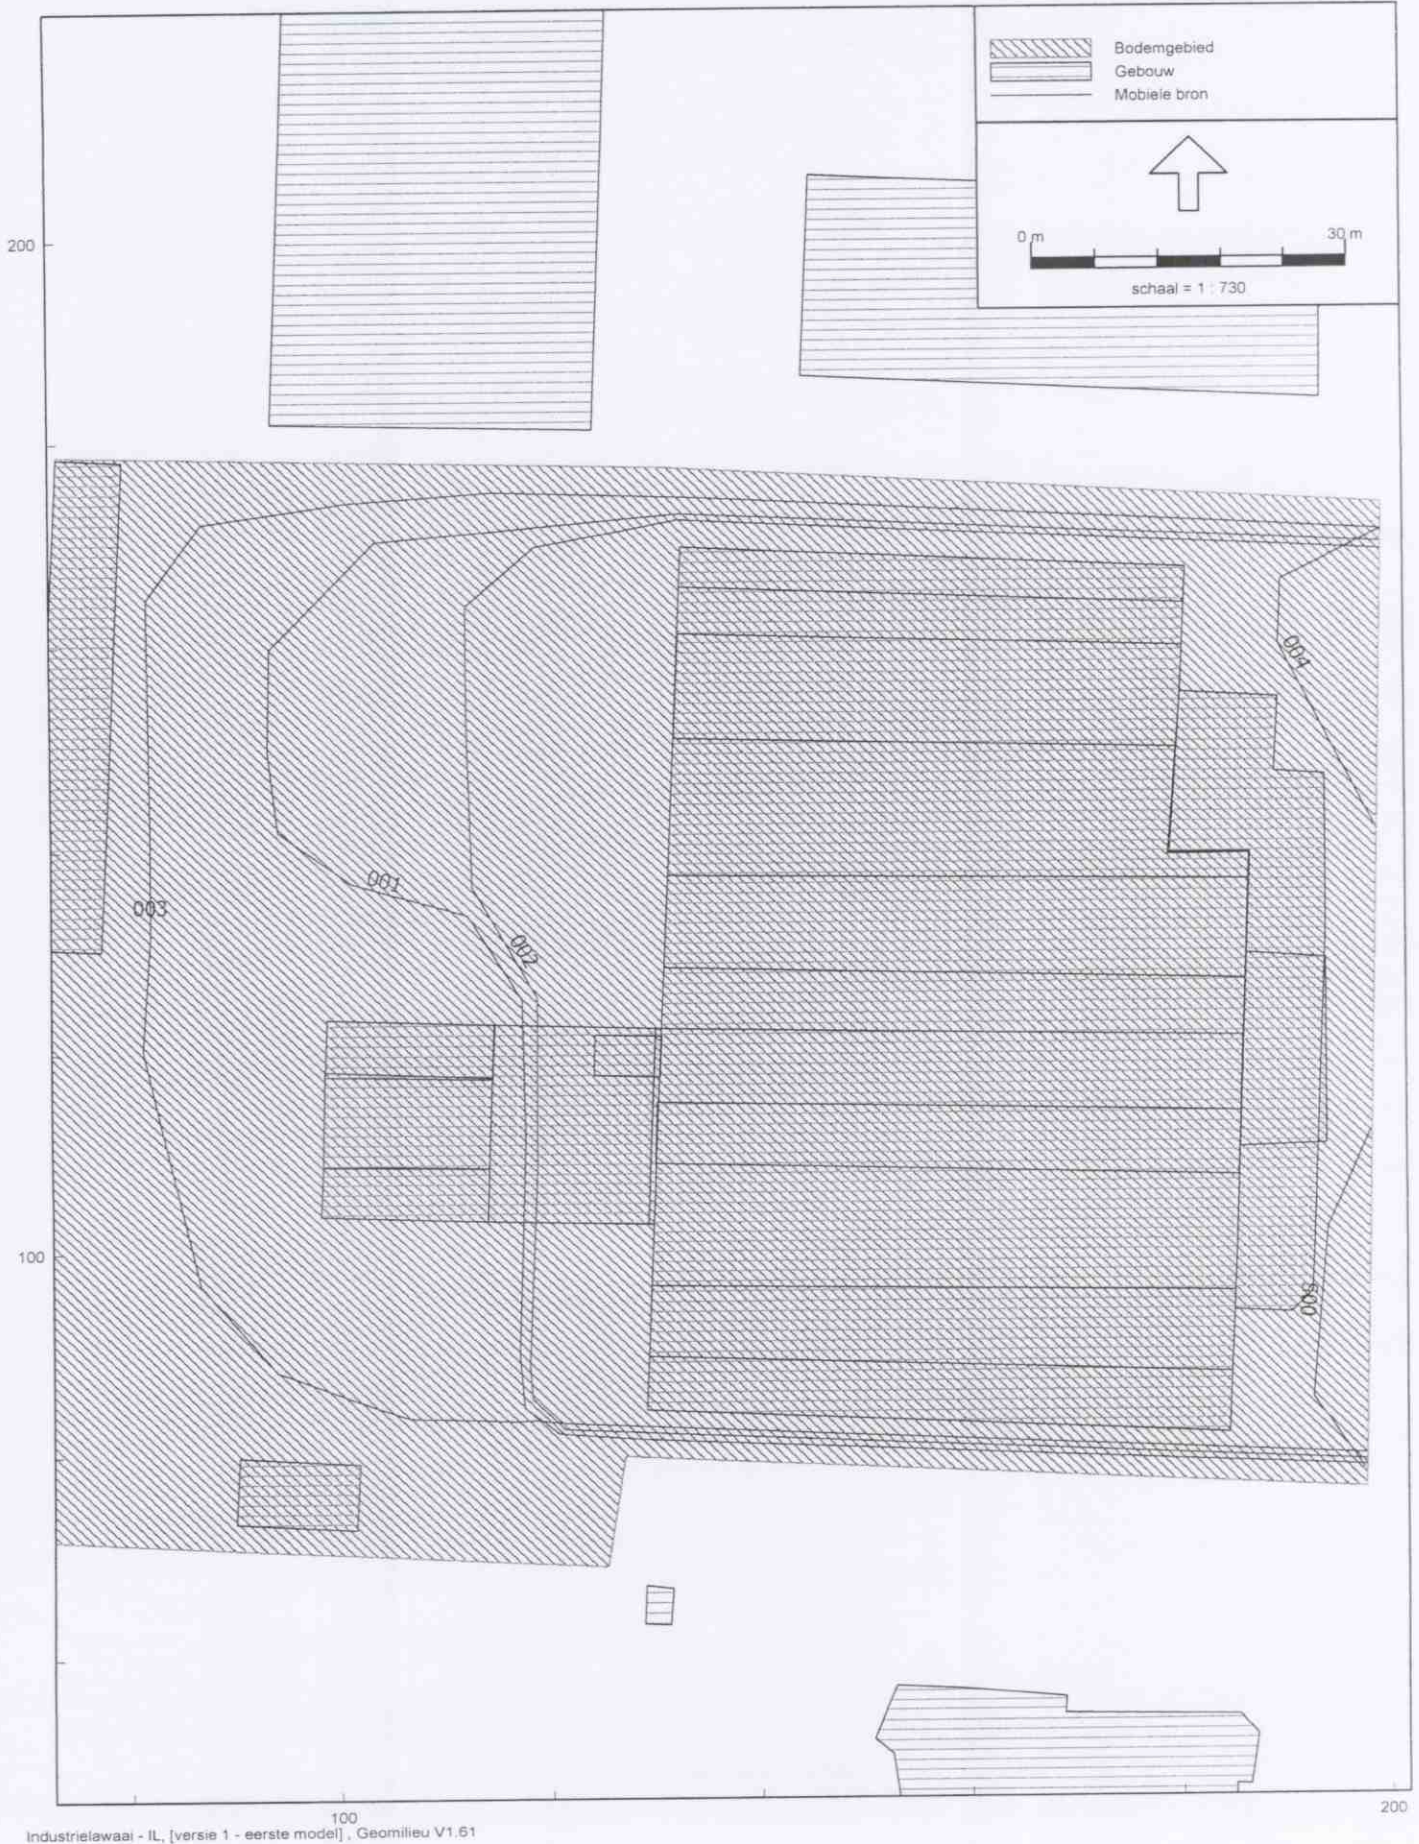 Bodemgebied
Gebouw
Mobiele bron
0 m 30 m
schaal = 1 : 730
200
004
001
003
002
100
005
100
200
Industrielawaai - IL, [versie 1 - eerste model] , Geomilieu V1.61